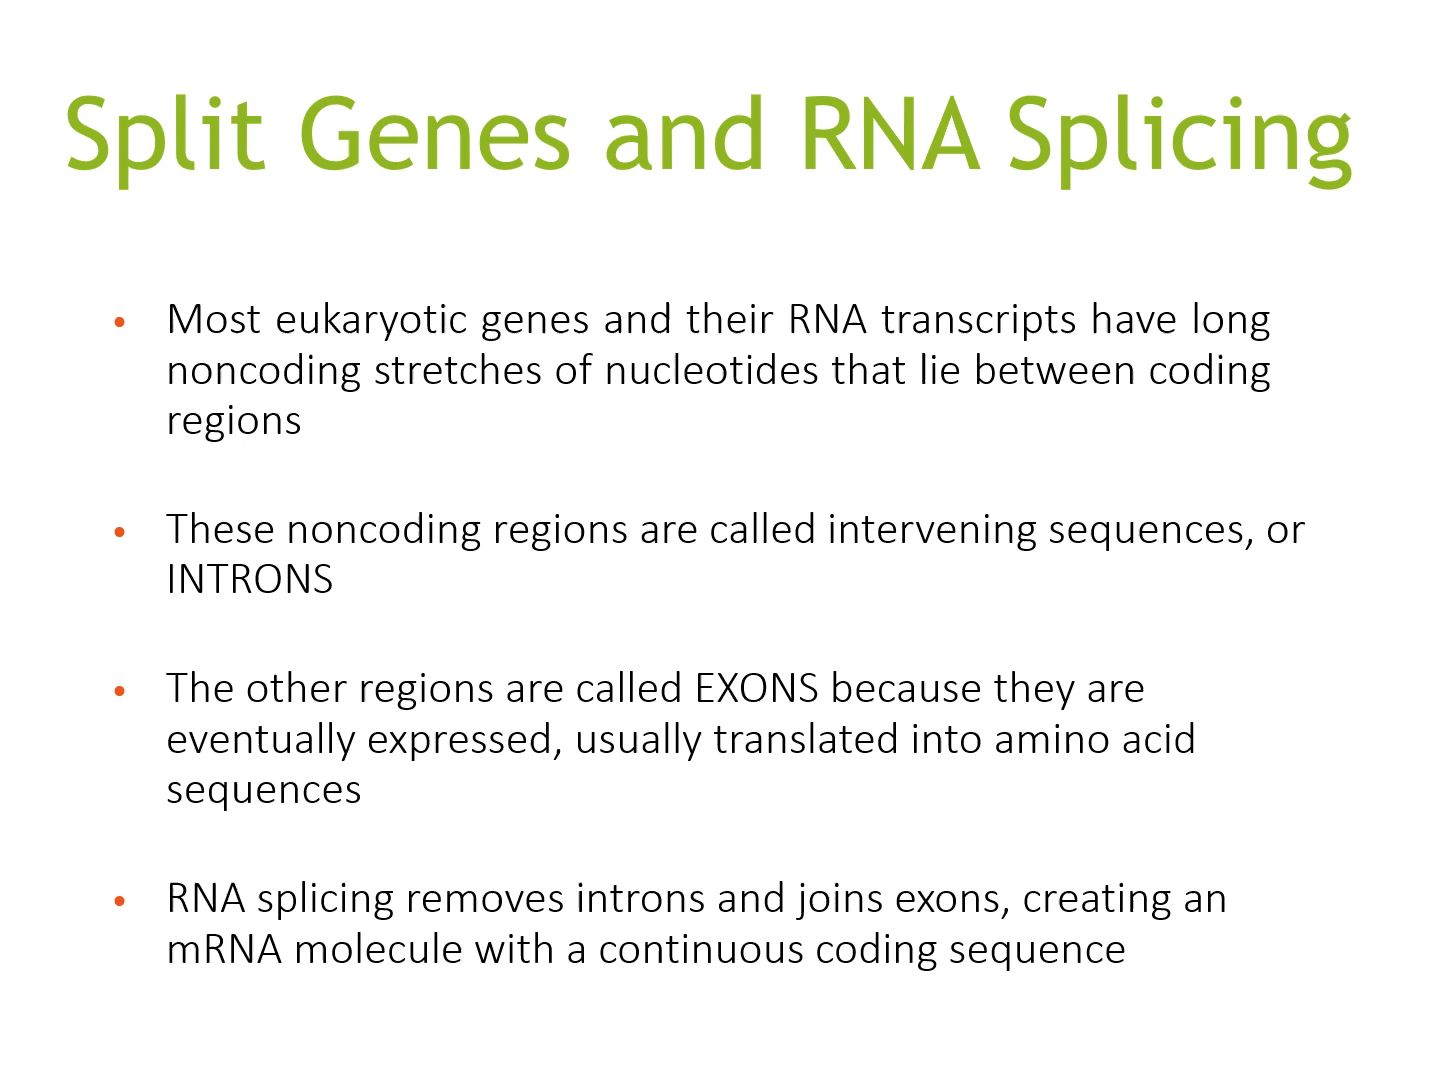 Split Genes and RNA Splicing
• Most eukaryotic genes and their RNA transcripts have long
noncoding stretches of nucleotides that lie between coding
regions
• These noncoding regions are called intervening sequences, or
INTRONS
• The other regions are called EXONS because they are
eventually expressed, usually translated into amino acid
sequences
• RNA splicing removes introns and joins exons, creating an
mRNA molecule with a continuous coding sequence